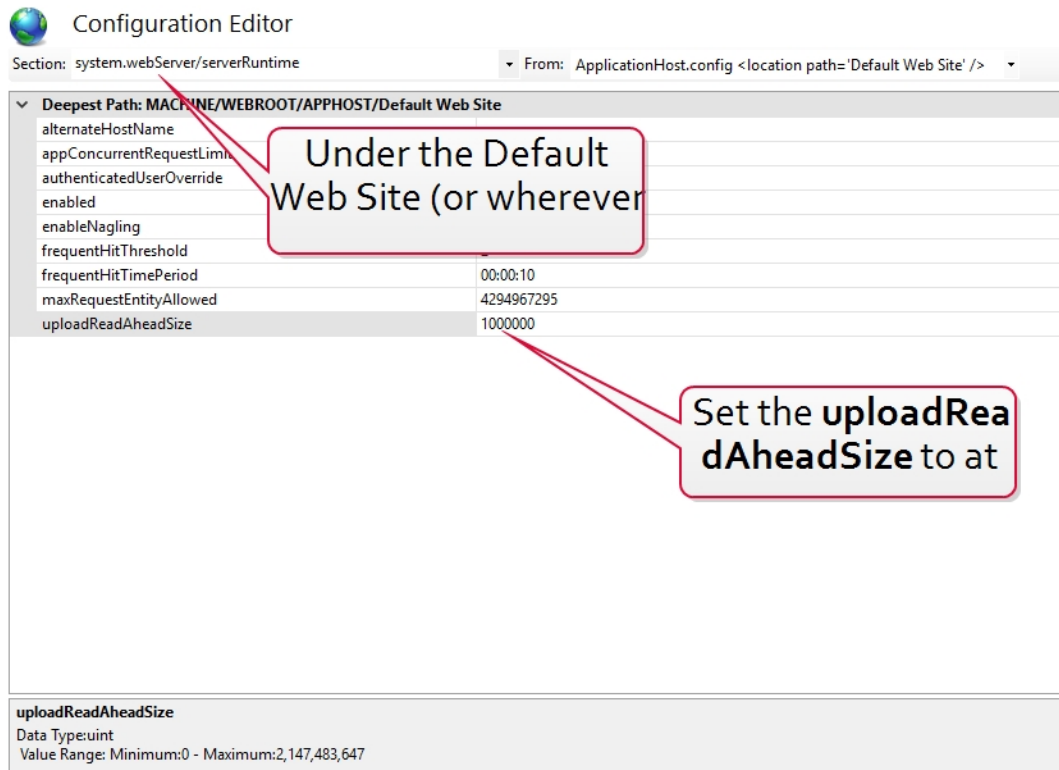 Configuration Editor
Section: system.webServer/serverRuntime From: ApplicationHost.config <location path='Default Web Site' />
Deepest Path: MACHINE/WEBROOT/APPHOST/Default Web Site
alternateHostName
appConcurrentRequestLimit
authenticatedUserOverride
enabled
enableNagling
frequentHitThreshold
frequentHitTimePeriod 00:00:10
maxRequestEntityAllowed 4294967295
uploadReadAheadSize 1000000
Under the Default
Web Site (or wherever
Set the uploadRea
dAheadSize to at
uploadReadAheadSize
Data Type:uint
Value Range: Minimum:0 - Maximum:2,147,483,647